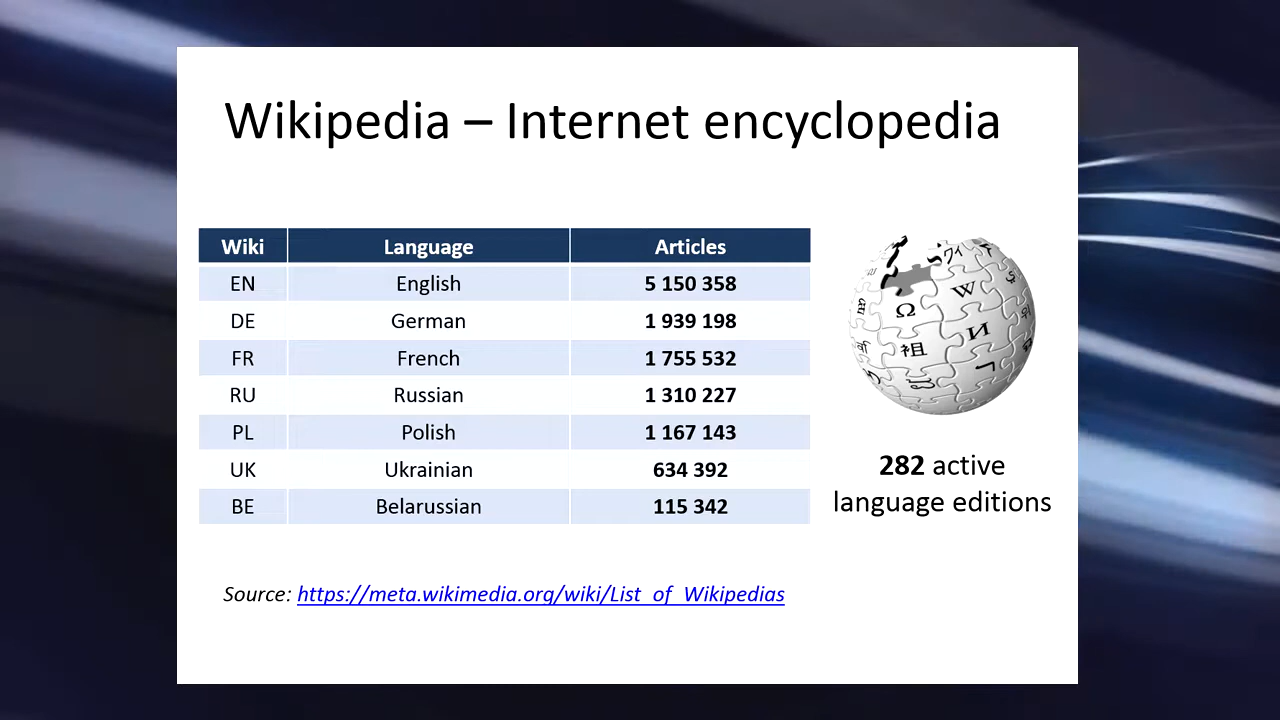 Wikipedia – Internet encyclopedia
Wiki Language Articles
EN English 5 150 358
DE German 1 939 198
FR French 1 755 532
RU Russian 1 310 227
PL Polish 1 167 143
UK Ukrainian 634 392
BE Belarussian 115 342
Ω W И
祖
282 active
language editions
Source: https://meta.wikimedia.org/wiki/List_of_Wikipedias